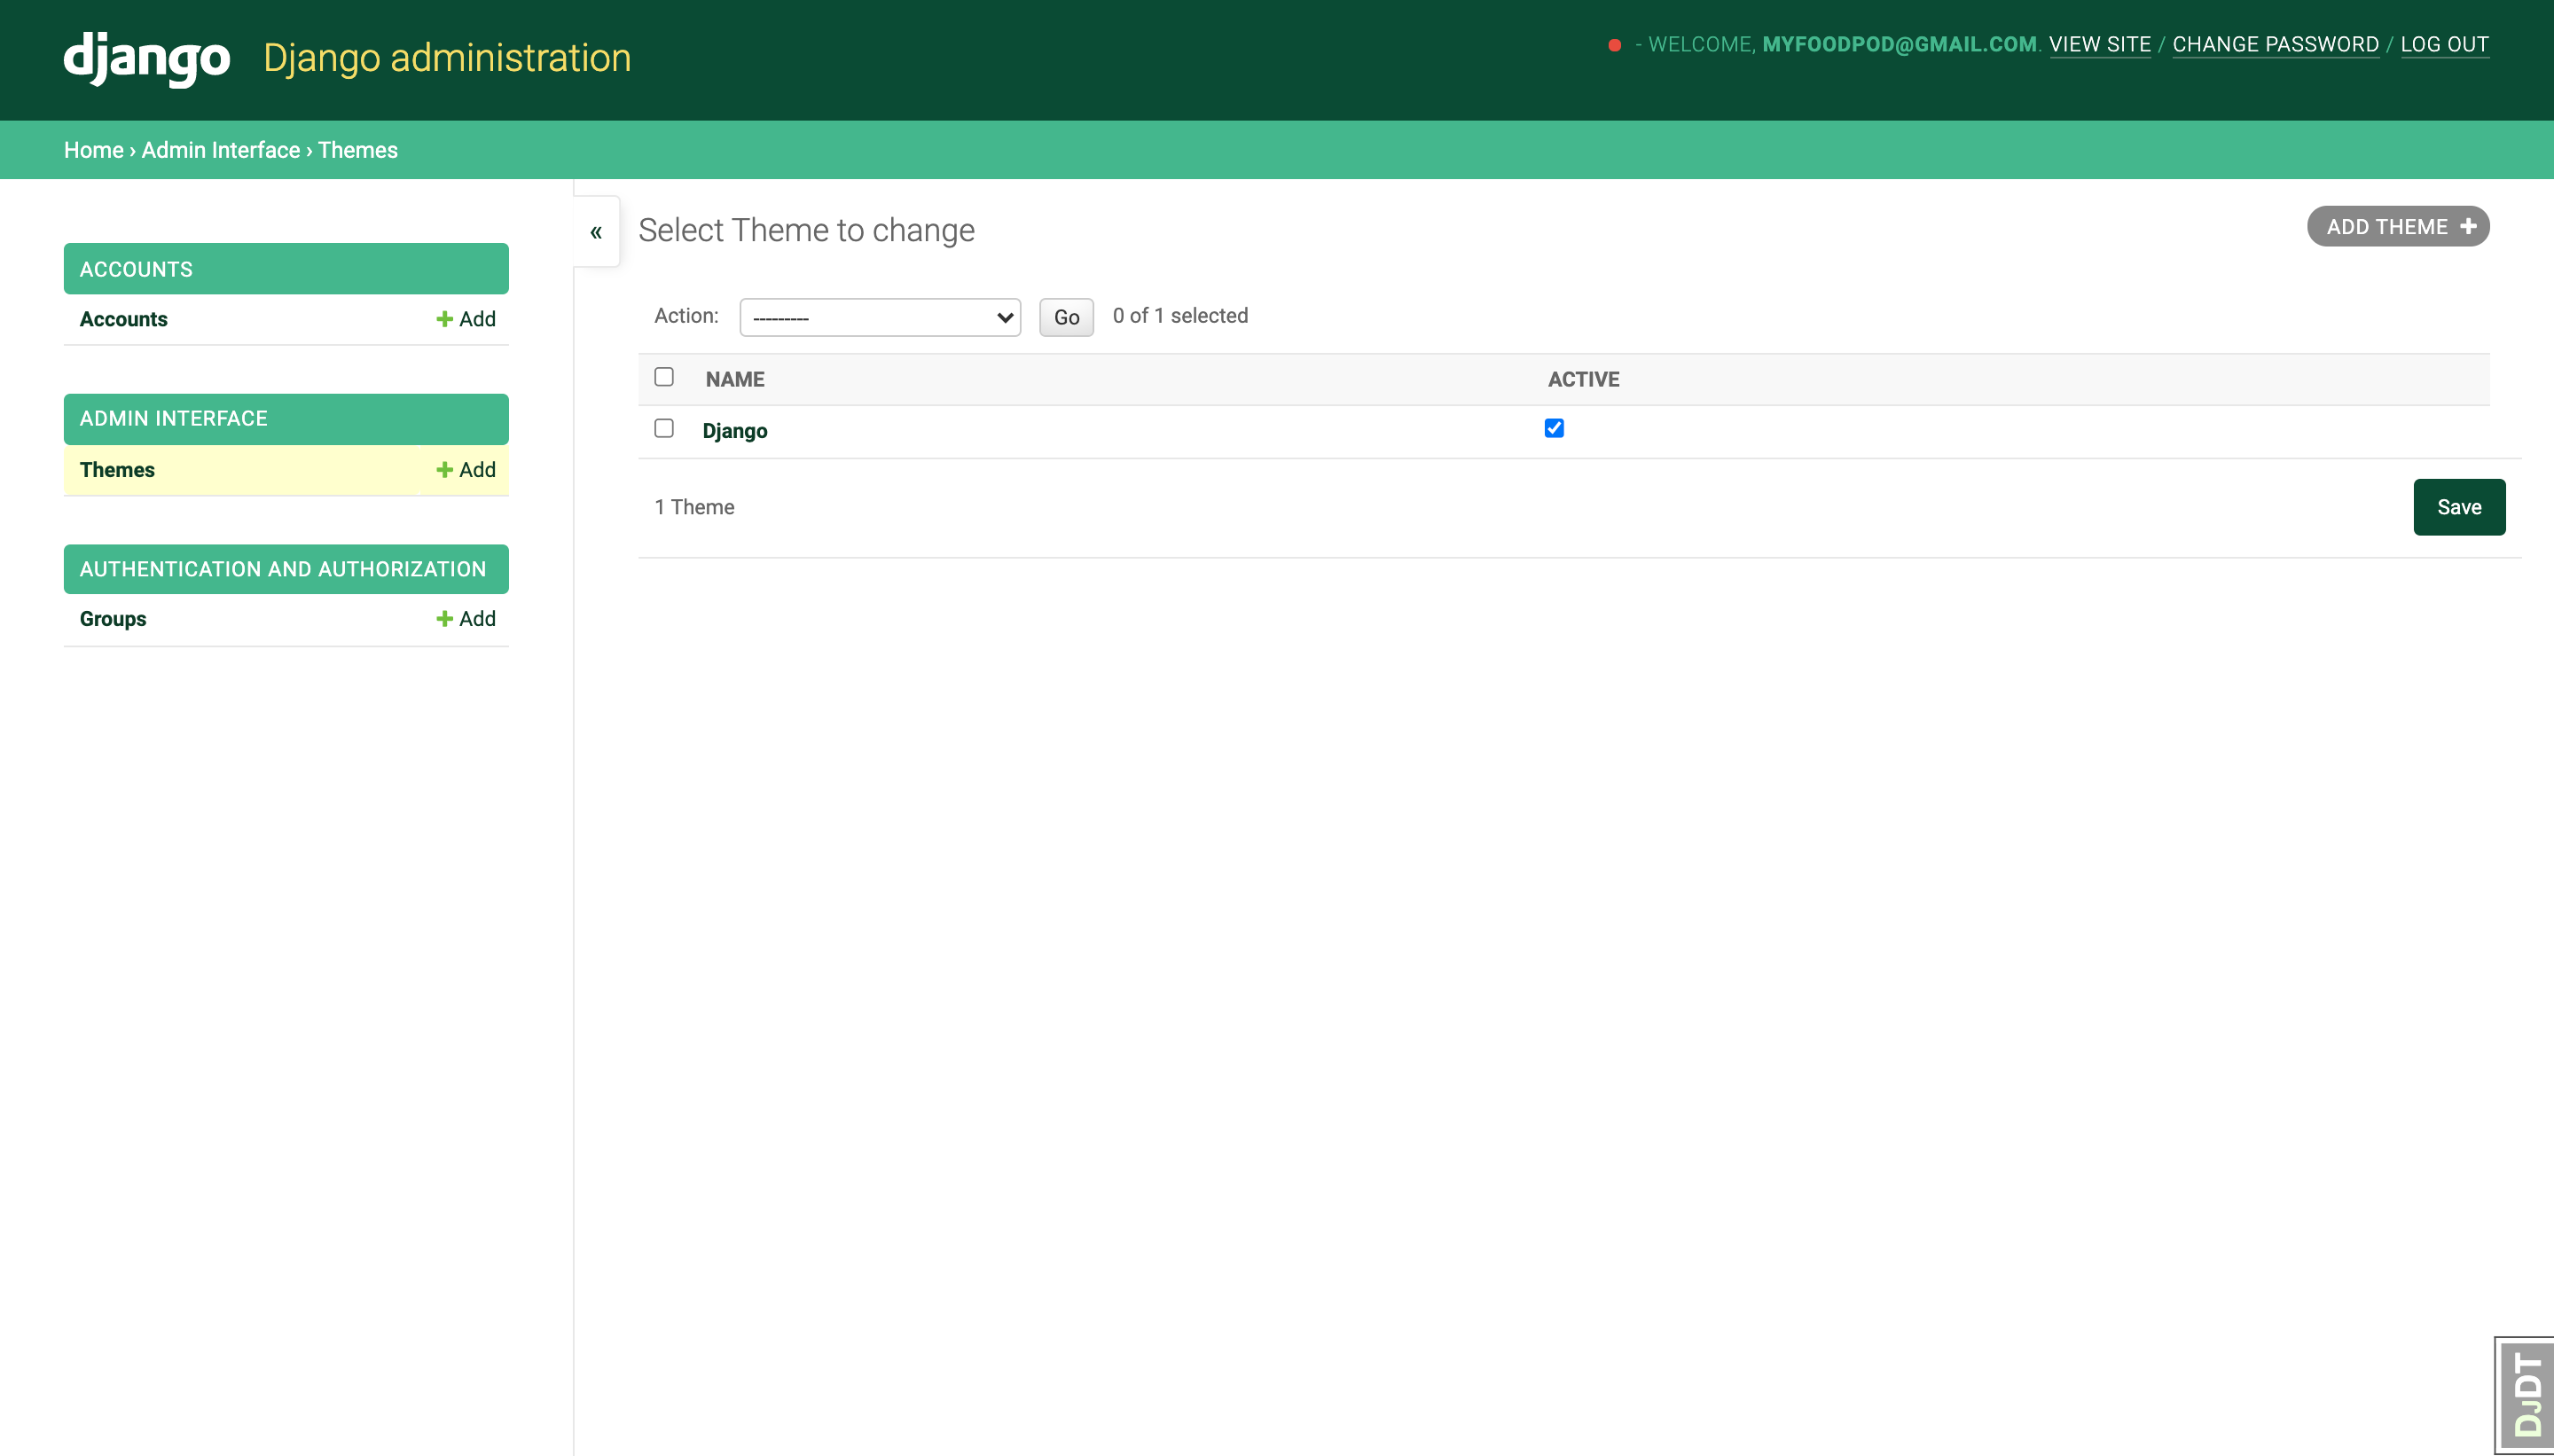 django Django administration
- WELCOME, MYFOODPOD@GMAIL.COM. VIEW SITE / CHANGE PASSWORD / LOG OUT
Home › Admin Interface › Themes
ACCOUNTS
Accounts + Add
ADMIN INTERFACE
Themes + Add
AUTHENTICATION AND AUTHORIZATION
Groups + Add
«
Select Theme to change
ADD THEME +
Action: --------- Go 0 of 1 selected
NAME ACTIVE
Django
1 Theme
Save
DJDT